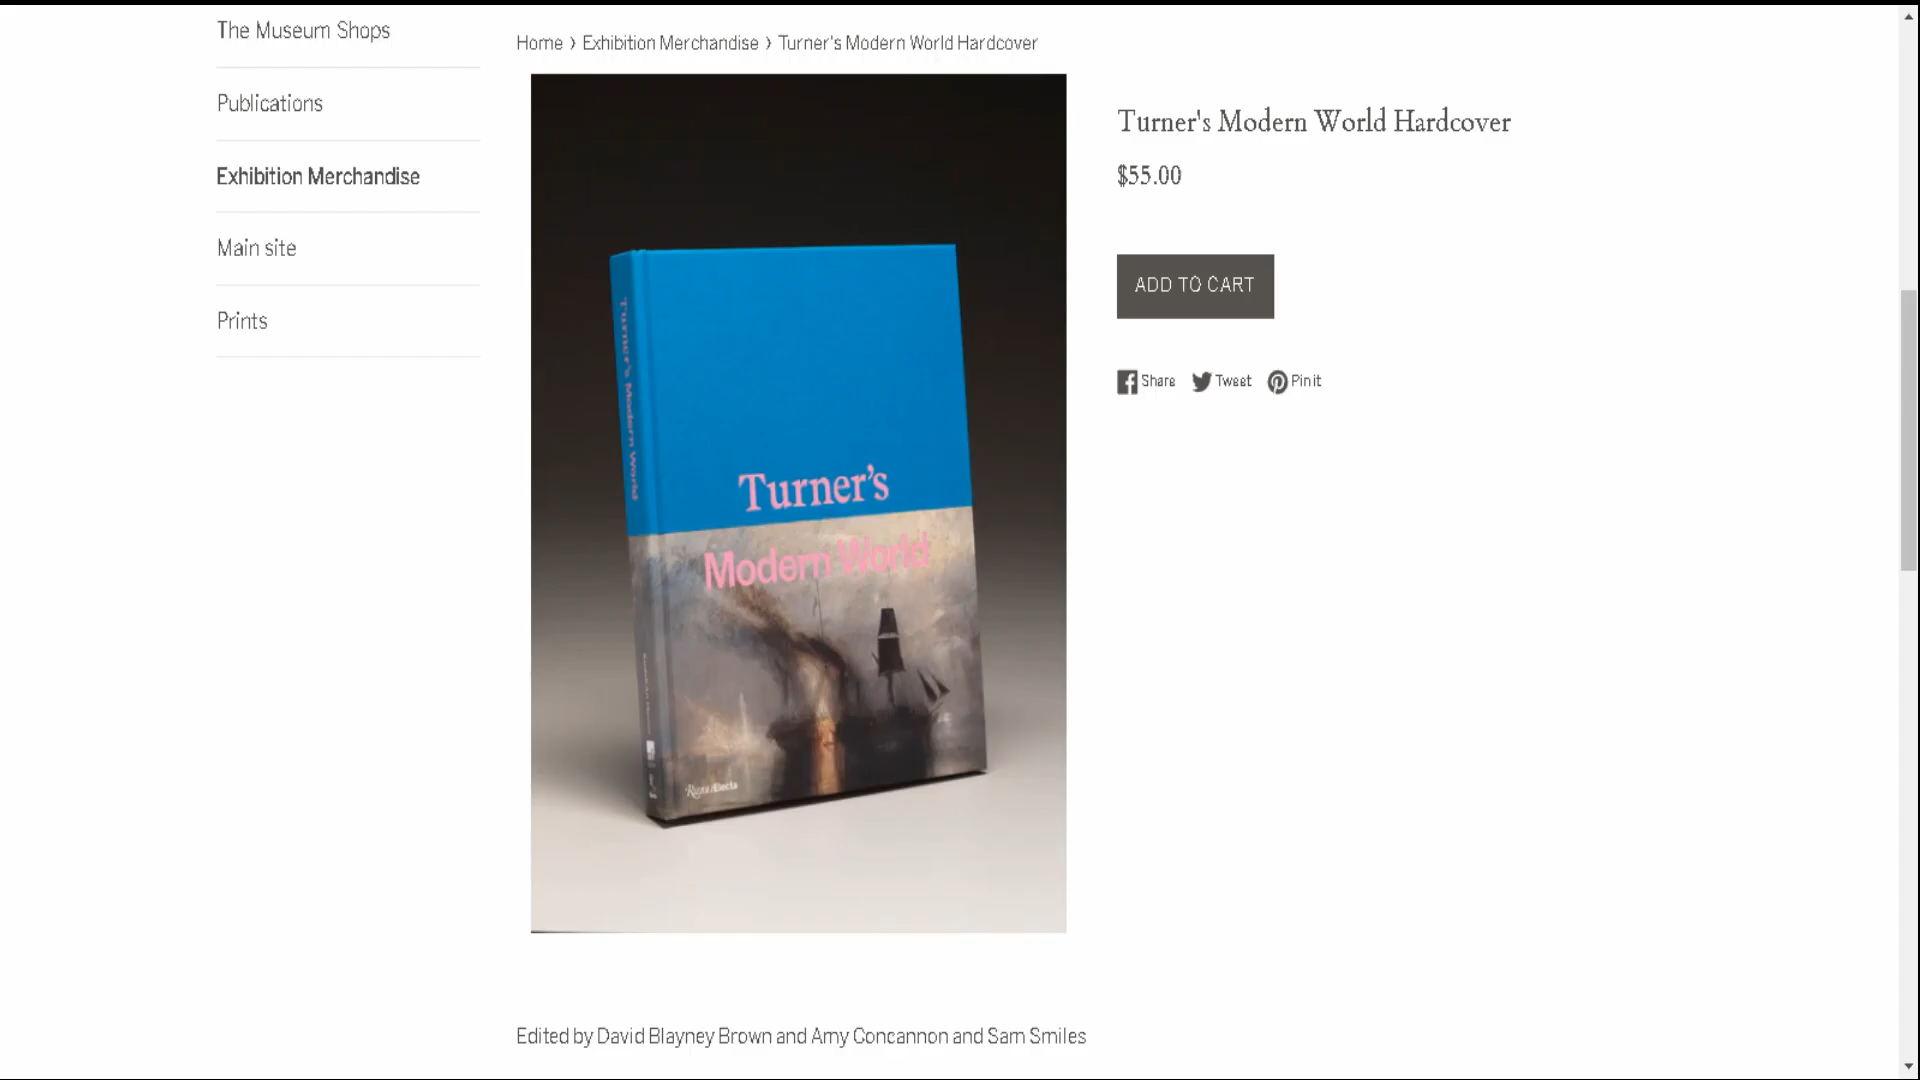 The Museum Shops
Publications
Exhibition Merchandise
Main site
Prints
Home › Exhibition Merchandise › Turner's Modern World Hardcover
Turner's Modern World
Turner's
Modern World
Turner's Modern World Hardcover
$55.00
ADD TO CART
Share Tweet Pin it
Edited by David Blayney Brown and Amy Concannon and Sam Smiles